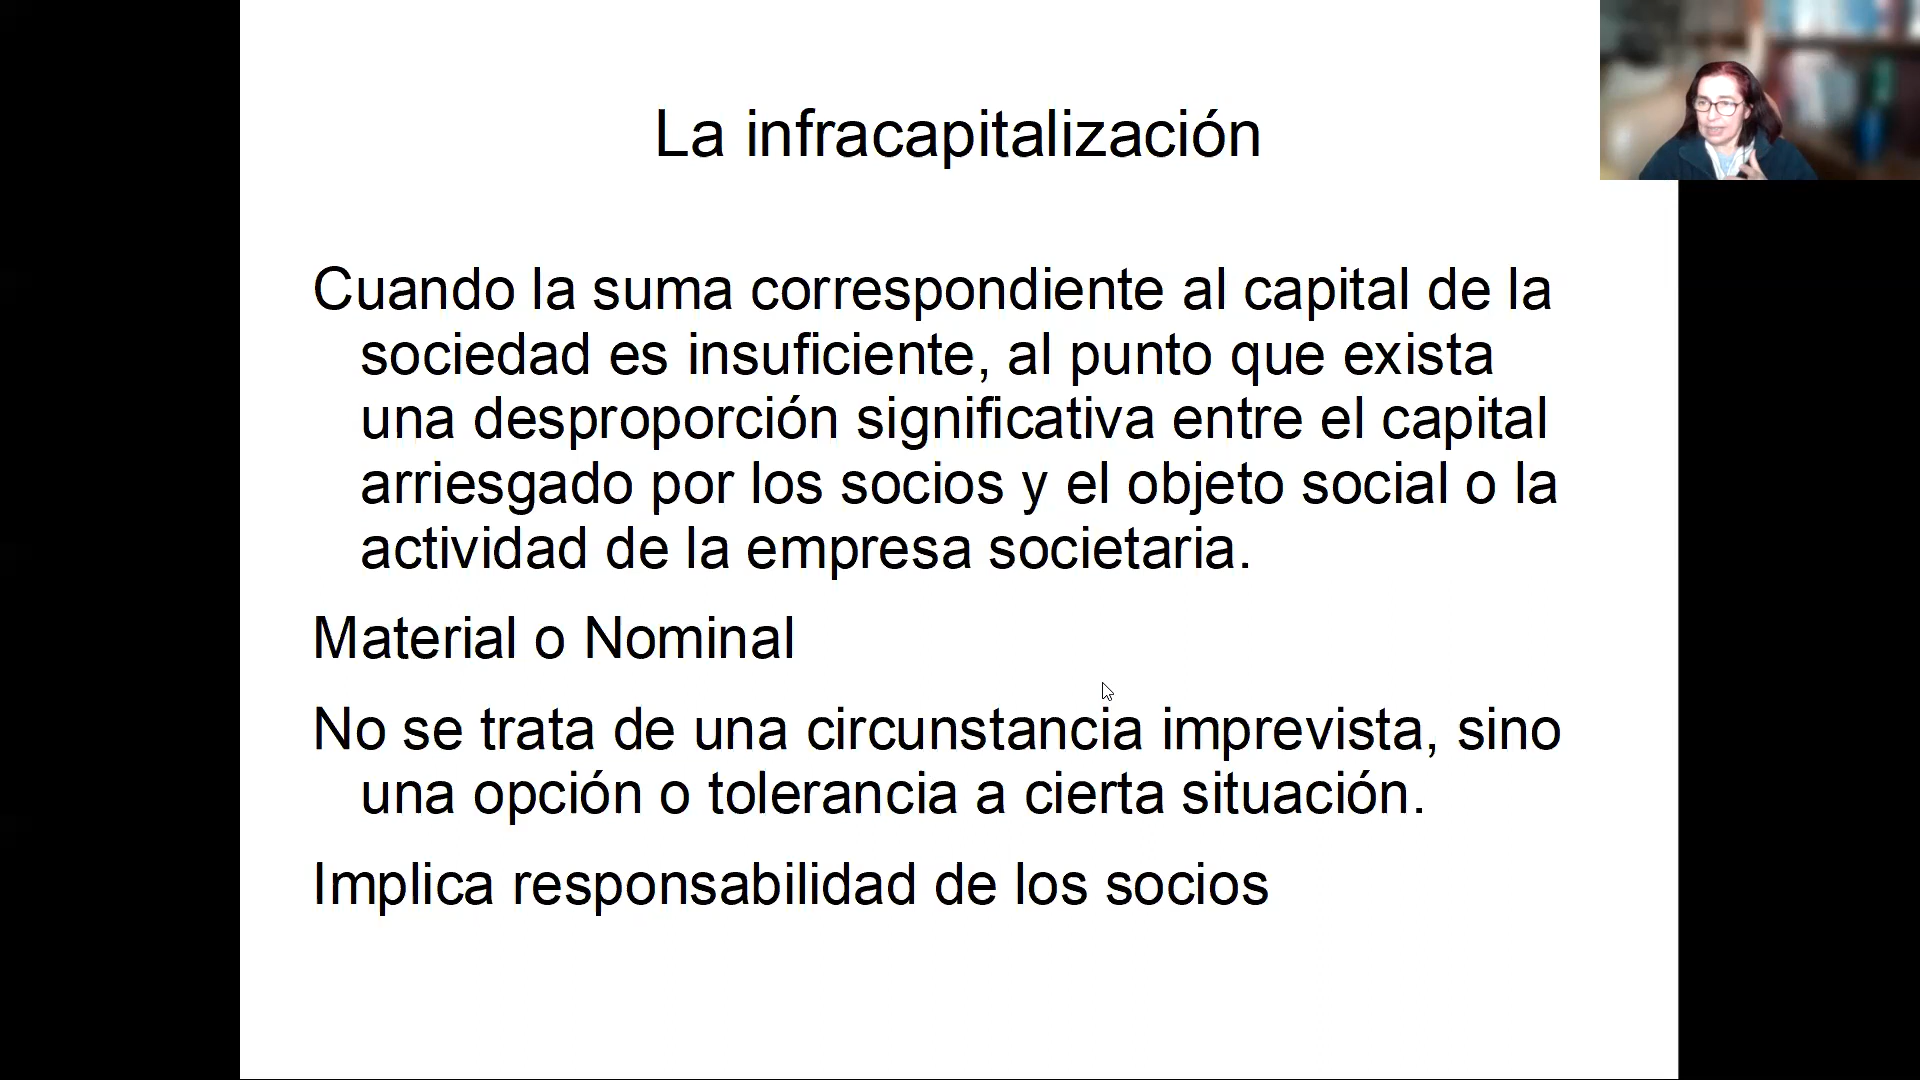 La infracapitalización
Cuando la suma correspondiente al capital de la
sociedad es insuficiente, al punto que exista
una desproporción significativa entre el capital
arriesgado por los socios y el objeto social o la
actividad de la empresa societaria.
Material o Nominal
No se trata de una circunstancia imprevista, sino
una opción o tolerancia a cierta situación.
Implica responsabilidad de los socios